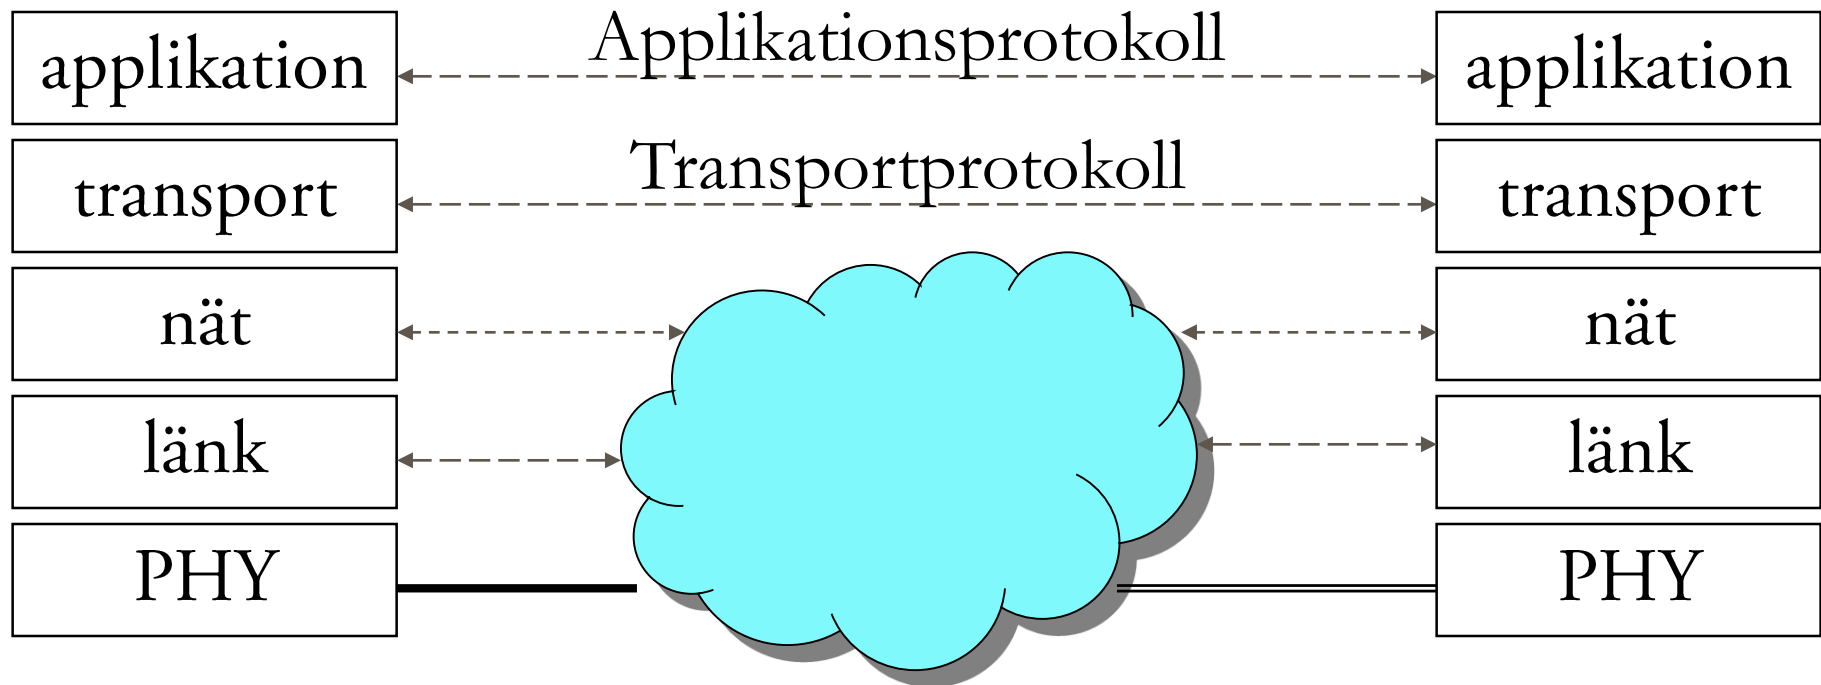 applikation
Applikationsprotokoll
applikation
transport
Transportprotokoll
transport
nät
nät
länk
länk
PHY
PHY